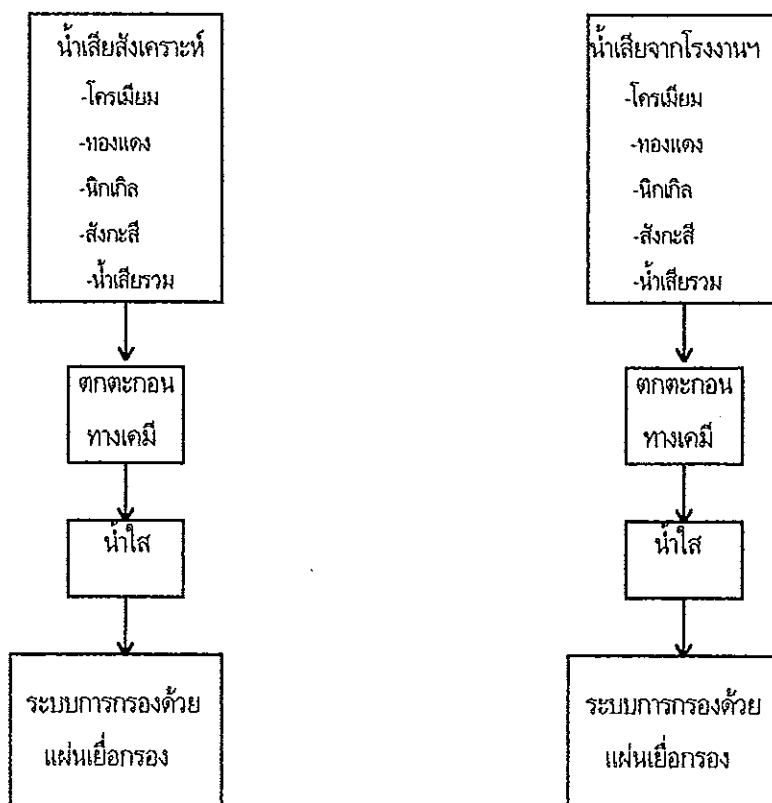 น้ำเสียสังเคราะห์
-โครเมียม
-ทองแดง
-นิกเกิล
-สังกะสี
-น้ำเสียรวม
ตกตะกอน
ทางเคมี
น้ำใส
ระบบการกรองด้วย
แผ่นเยื่อกรอง
น้ำเสียจากโรงงานฯ
-โครเมียม
-ทองแดง
-นิกเกิล
-สังกะสี
-น้ำเสียรวม
ตกตะกอน
ทางเคมี
น้ำใส
ระบบการกรองด้วย
แผ่นเยื่อกรอง